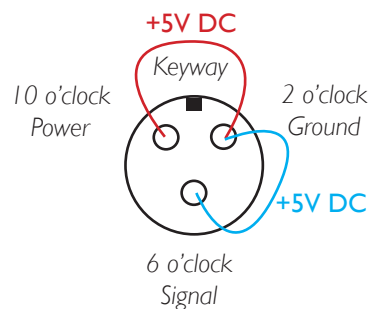 +5V DC
Keyway
10 o'clock
Power
2 o'clock
Ground
+5V DC
6 o'clock
Signal